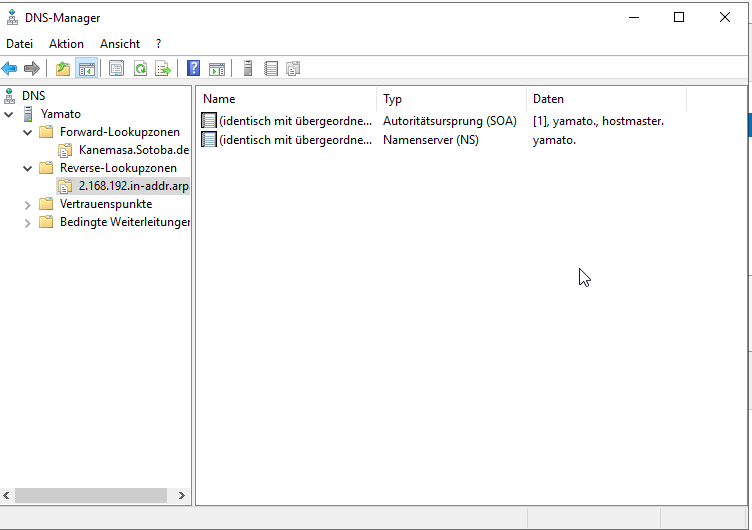 DNS-Manager
Datei Aktion Ansicht ?
DNS
Yamato
Forward-Lookupzonen
Kanemasa.Sotoba.de
Reverse-Lookupzonen
2.168.192.in-addr.arpa
Vertrauenspunkte
Bedingte Weiterleitunger
Name Typ Daten
(identisch mit übergeordne... Autoritätsursprung (SOA) [1], yamato., hostmaster.
(identisch mit übergeordne... Namenserver (NS) yamato.